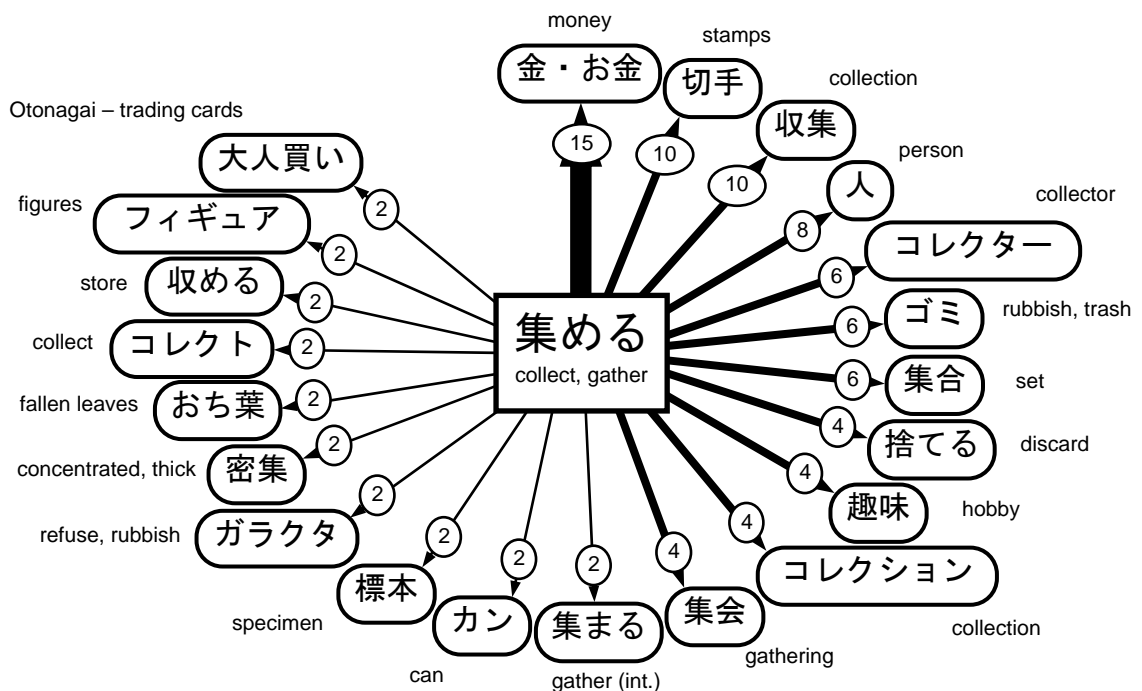 money
金・お金
15
stamps
切手
10
collection
収集
10
person
人
8
collector
コレクター
6
rubbish, trash
ゴミ
6
set
集合
6
discard
捨てる
4
hobby
趣味
4
collection
コレクション
4
gathering
集会
4
gather (int.)
集まる
2
can
カン
2
specimen
標本
2
refuse, rubbish
ガラクタ
2
concentrated, thick
密集
2
fallen leaves
おち葉
2
collect
コレクト
2
store
収める
2
figures
フィギュア
2
Otonagai – trading cards
大人買い
2
集める
collect, gather